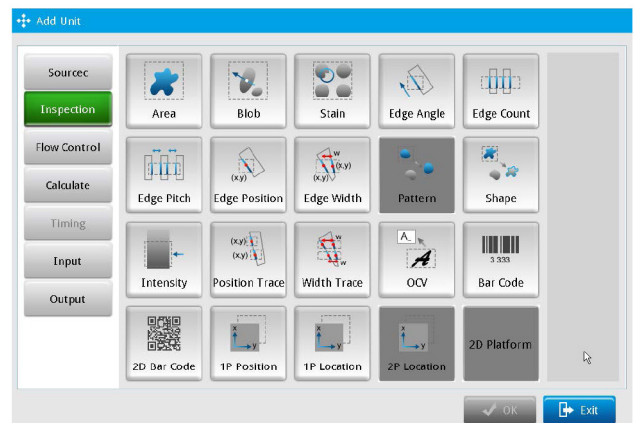 Add Unit
Sourcec
Inspection
Flow Control
Calculate
Timing
Input
Output
Area
Blob
Stain
Edge Angle
Edge Count
(x,y)
(x,y)
w
(x,y)
Edge Pitch
Edge Position
Edge Width
Pattern
Shape
(x,y)
(x,y)
w
w
A_
A
3 333
Intensity
Position Trace
Width Trace
OCV
Bar Code
x
y
x
y
x
y
2D Bar Code
1P Position
1P Location
2P Location
2D Platform
OK
Exit